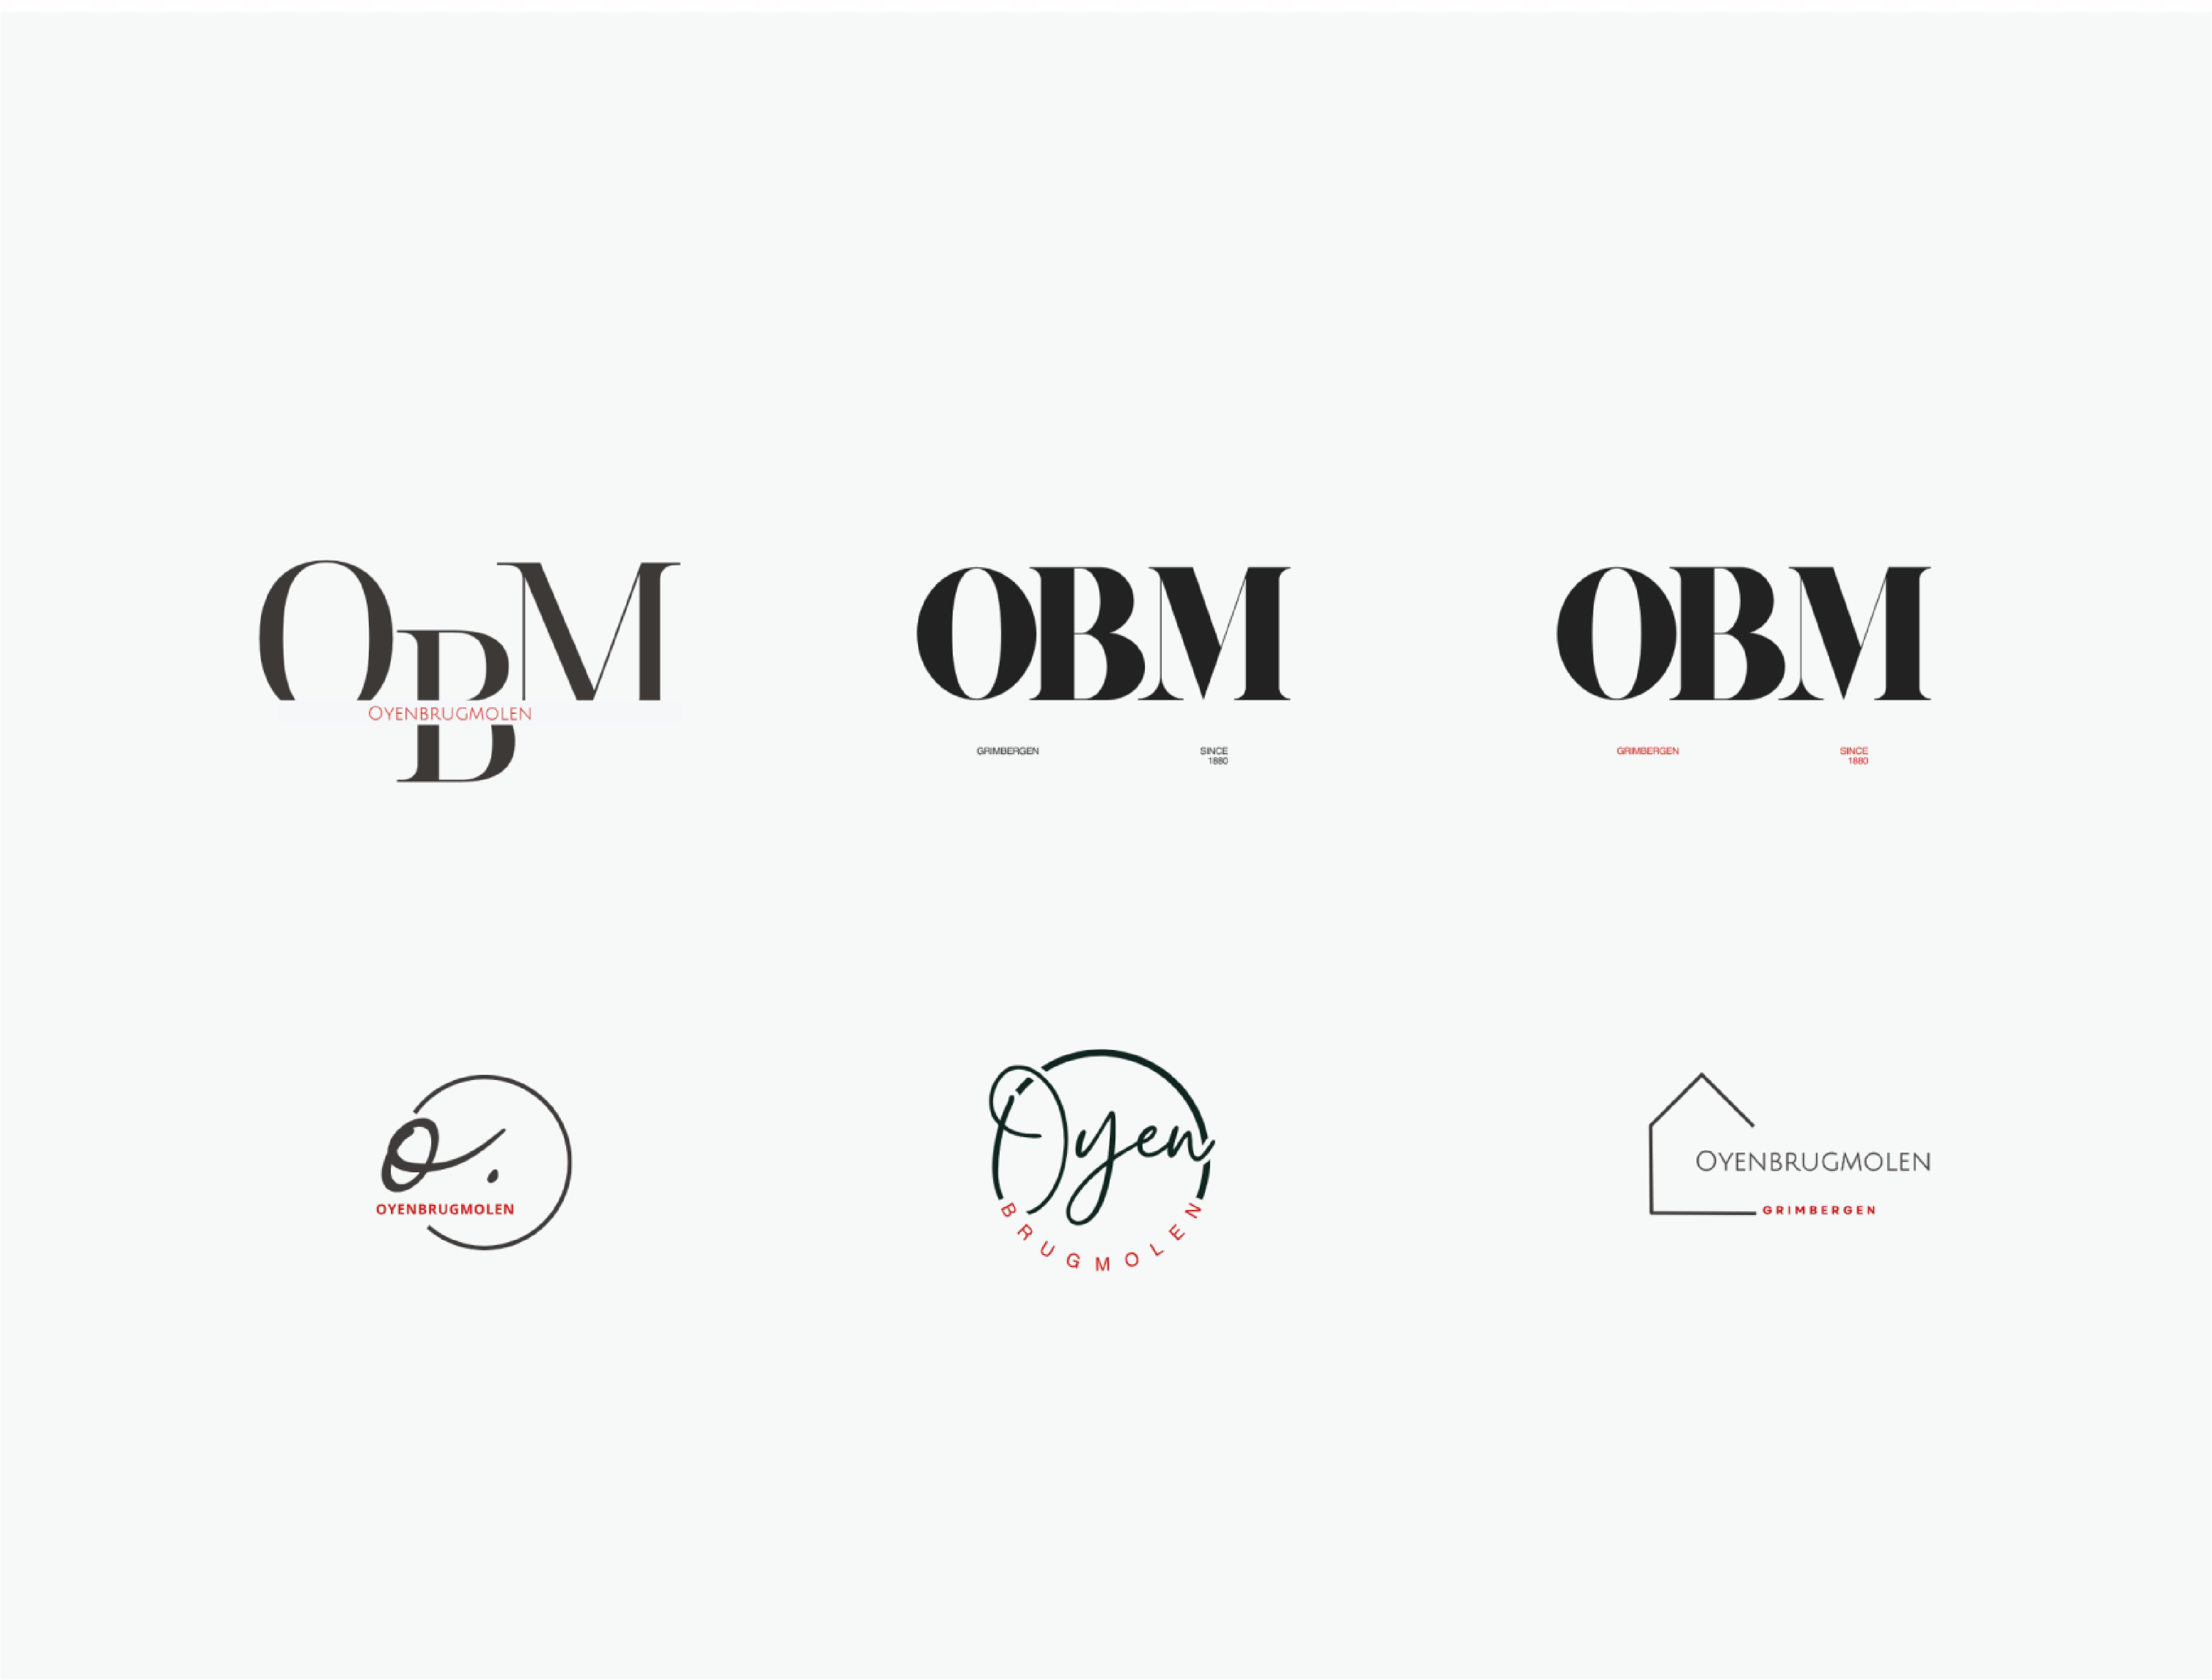 OBM
OYENBRUGMOLEN
OBM
GRIMBERGEN
SINCE
1880
OBM
GRIMBERGEN
SINCE
1880
o.
OYENBRUGMOLEN
Oyen
BRUGMOLEN
OYENBRUGMOLEN
GRIMBERGEN